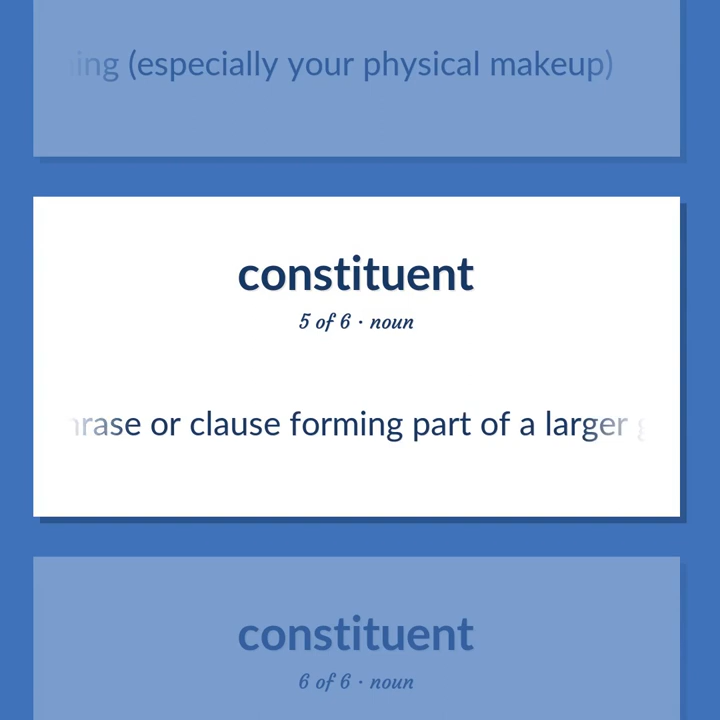 (especially your physical makeup)
constituent
5 of 6 · noun
or clause forming part of a larger
constituent
6 of 6 · noun